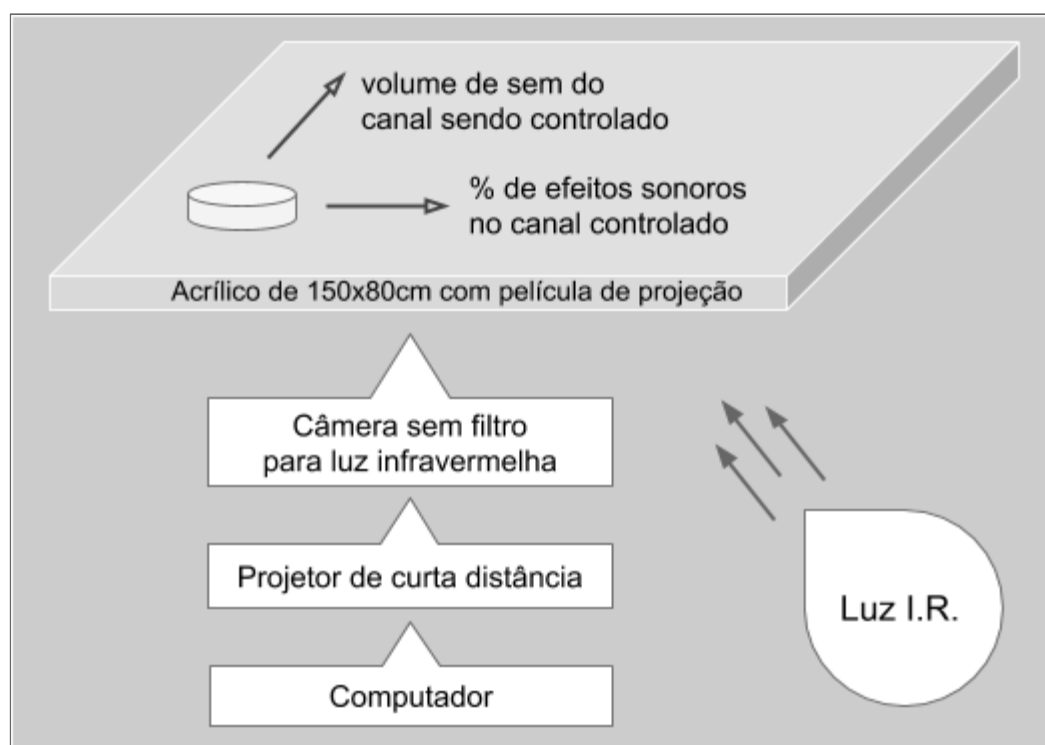 volume de sem do
canal sendo controlado
% de efeitos sonoros
no canal controlado
Acrílico de 150x80cm com película de projeção
Câmera sem filtro
para luz infravermelha
Projetor de curta distância
Luz I.R.
Computador